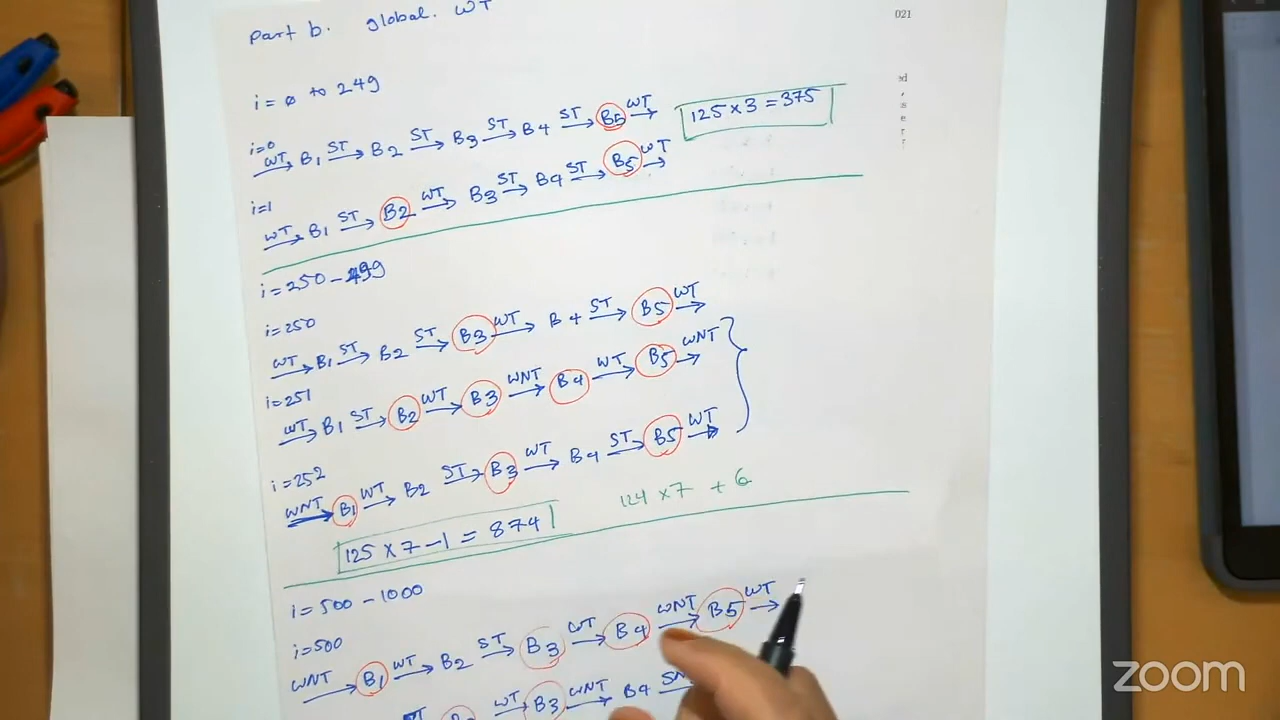 Part b. global. WT
021
i = 0 to 249
i=0
WT B1 ST B2 ST B3 ST B4 ST B5 WT
125 x 3 = 375
i=1
WT B1 ST B2 WT B3 ST B4 ST B5 WT
i = 250 - 499
i=250
WT B1 ST B2 ST B3 WT B4 ST B5 WT
i=251
WT B1 ST B2 WT B3 WNT B4 WT B5 WNT
i=252
WNT B1 WT B2 ST B3 WT B4 ST B5 WT
124 x 7 + 6
125 x 7 - 1 = 874
i = 500 - 1000
i=500
WNT B1 WT B2 ST B3 WT B4 WNT B5 WT
WT B3 WNT B4
zoom